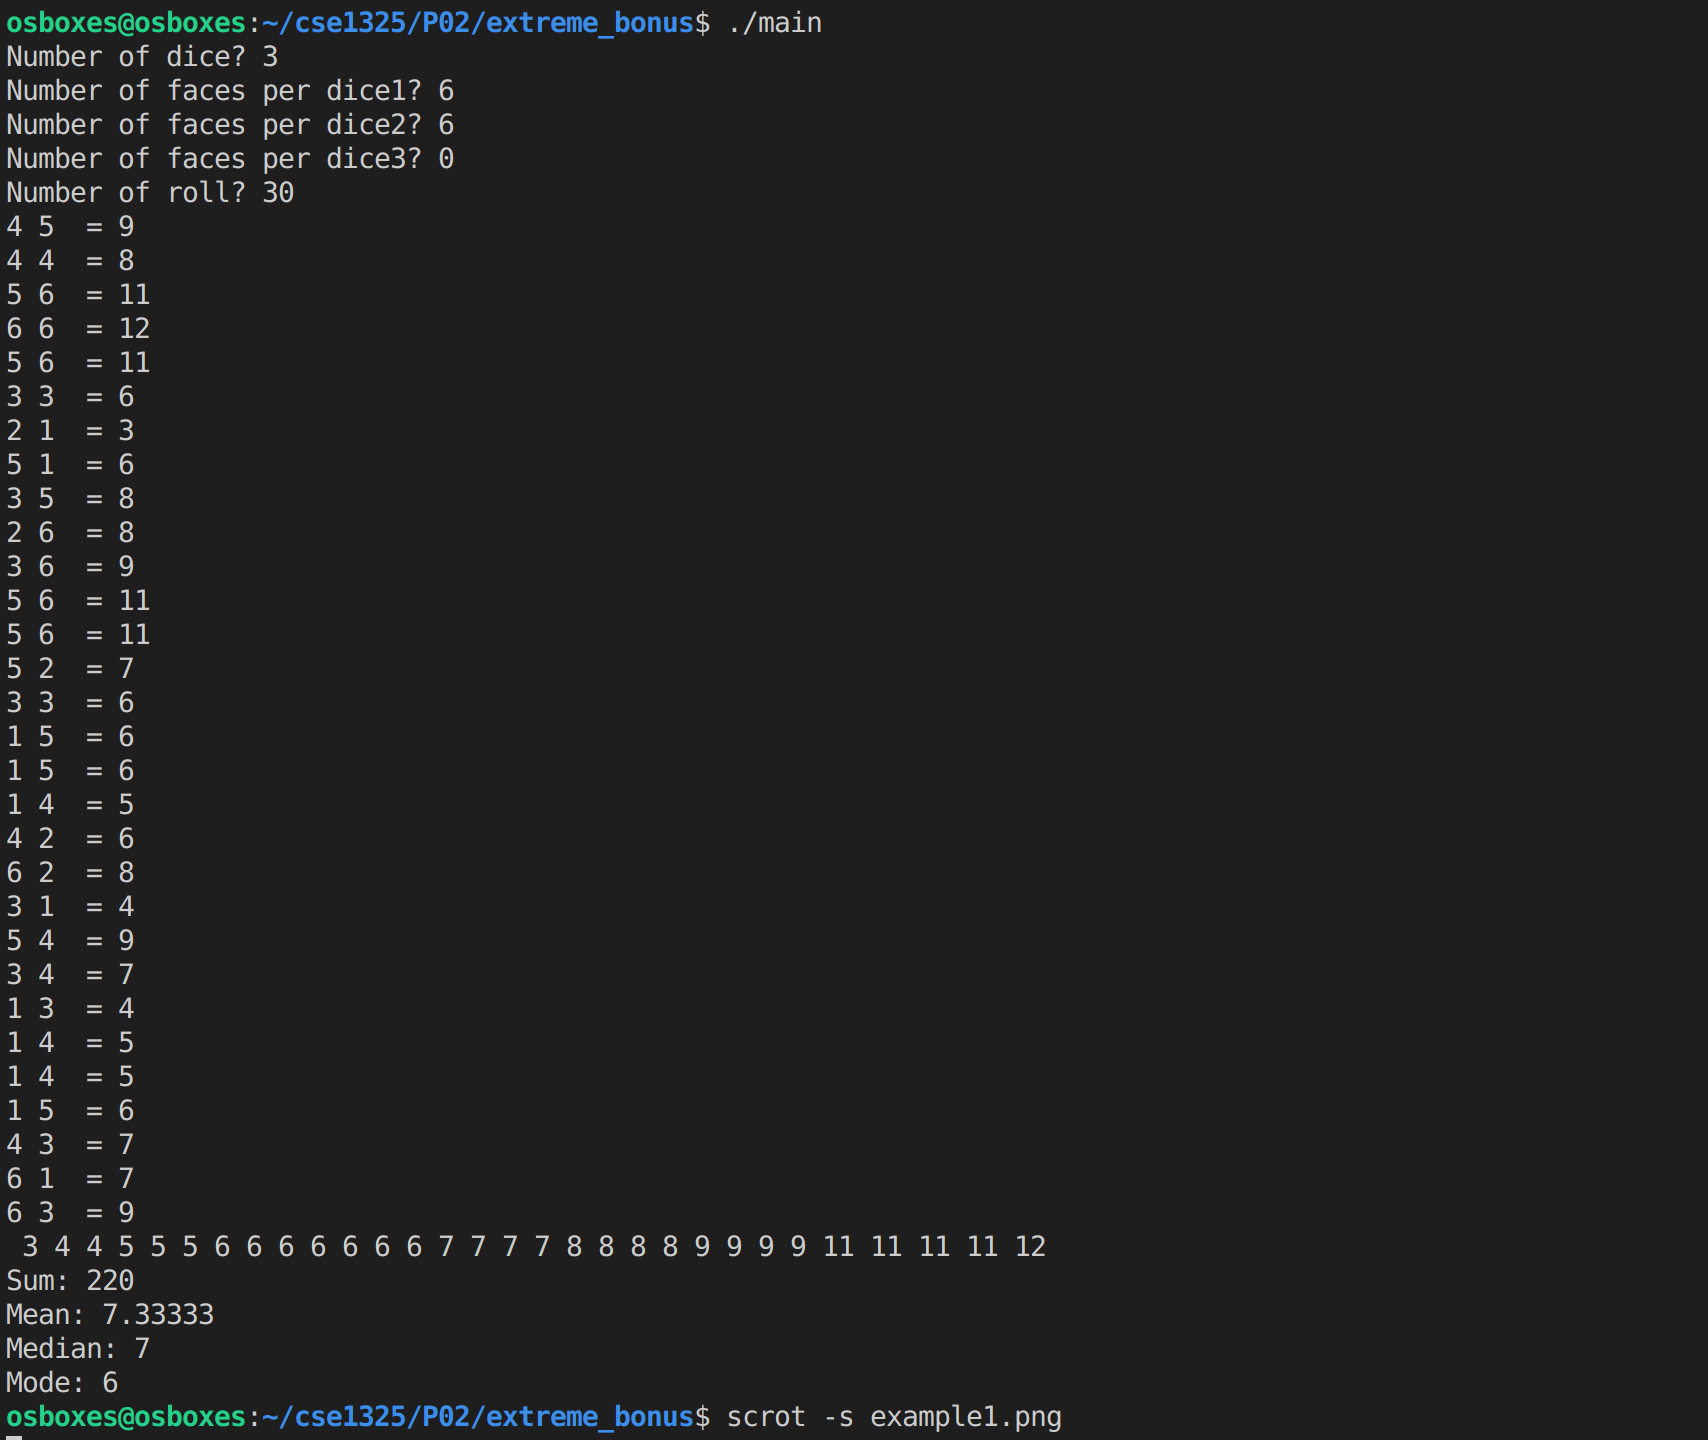 osboxes@osboxes:~/cse1325/P02/extreme_bonus$ ./main
Number of dice? 3
Number of faces per dice1? 6
Number of faces per dice2? 6
Number of faces per dice3? 0
Number of roll? 30
4 5  = 9
4 4  = 8
5 6  = 11
6 6  = 12
5 6  = 11
3 3  = 6
2 1  = 3
5 1  = 6
3 5  = 8
2 6  = 8
3 6  = 9
5 6  = 11
5 6  = 11
5 2  = 7
3 3  = 6
1 5  = 6
1 5  = 6
1 4  = 5
4 2  = 6
6 2  = 8
3 1  = 4
5 4  = 9
3 4  = 7
1 3  = 4
1 4  = 5
1 4  = 5
1 5  = 6
4 3  = 7
6 1  = 7
6 3  = 9
 3 4 4 5 5 5 6 6 6 6 6 6 6 7 7 7 7 8 8 8 8 9 9 9 9 11 11 11 11 12
Sum: 220
Mean: 7.33333
Median: 7
Mode: 6
osboxes@osboxes:~/cse1325/P02/extreme_bonus$ scrot -s example1.png